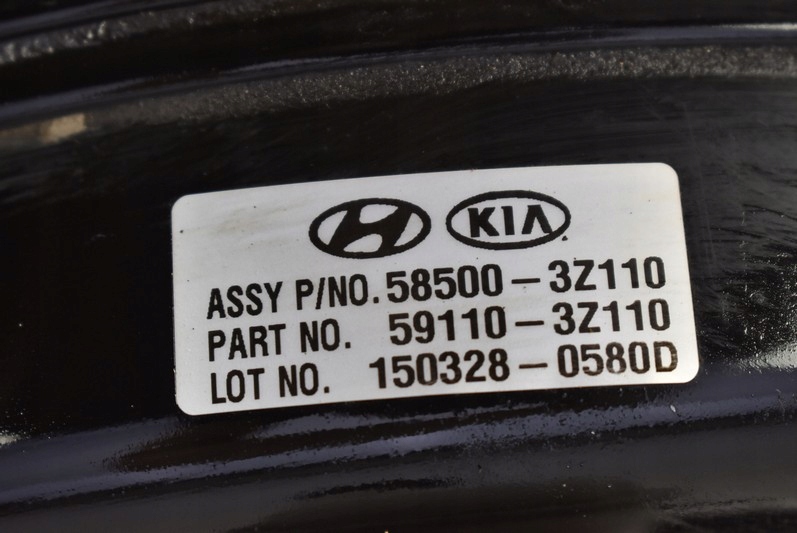 KIA
ASSY P/NO. 58500-3Z110
PART NO. 59110-3Z110
LOT NO. 150328-0580D